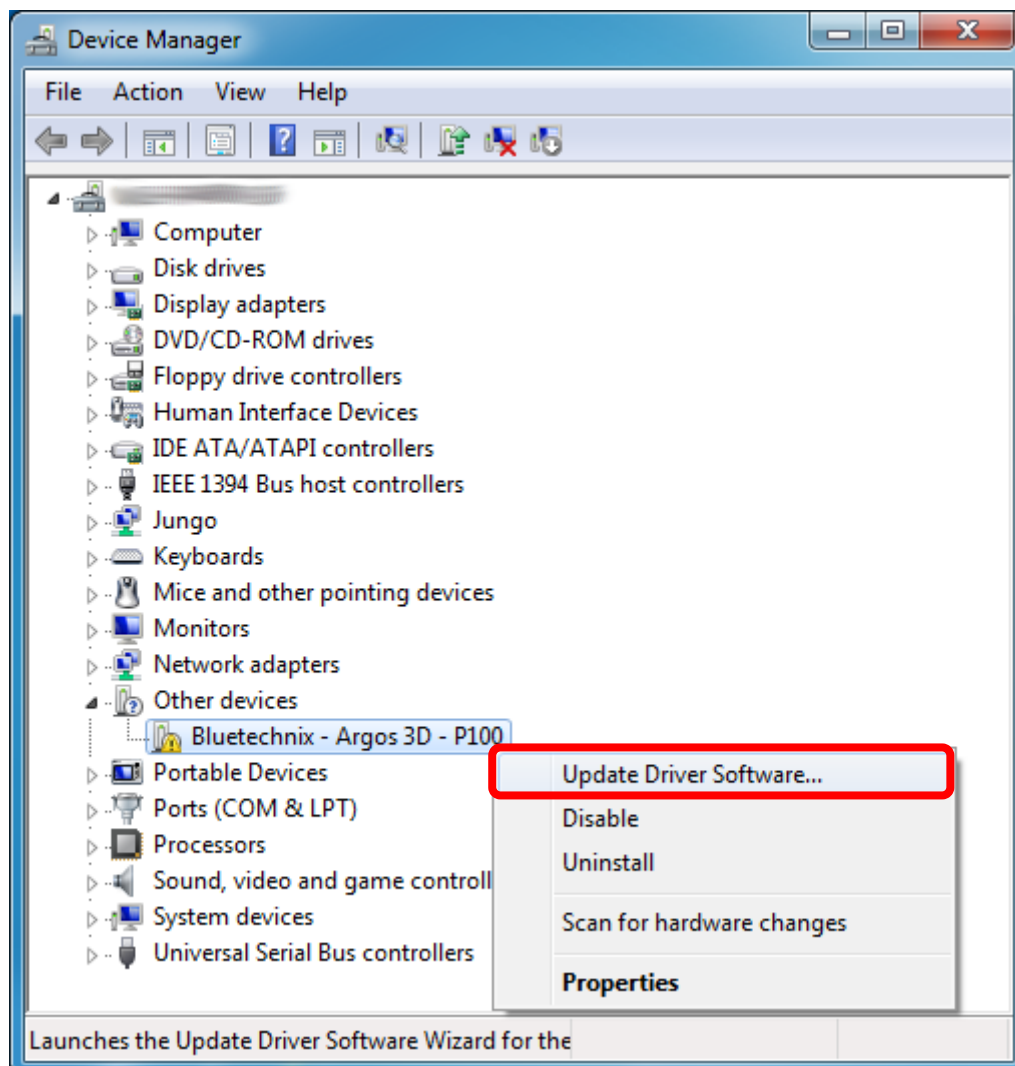 Device Manager
File Action View Help
Computer
Disk drives
Display adapters
DVD/CD-ROM drives
Floppy drive controllers
Human Interface Devices
IDE ATA/ATAPI controllers
IEEE 1394 Bus host controllers
Jungo
Keyboards
Mice and other pointing devices
Monitors
Network adapters
Other devices
Bluetechnix - Argos 3D - P100
Portable Devices
Ports (COM & LPT)
Processors
Sound, video and game controll
System devices
Universal Serial Bus controllers
Update Driver Software...
Disable
Uninstall
Scan for hardware changes
Properties
Launches the Update Driver Software Wizard for the